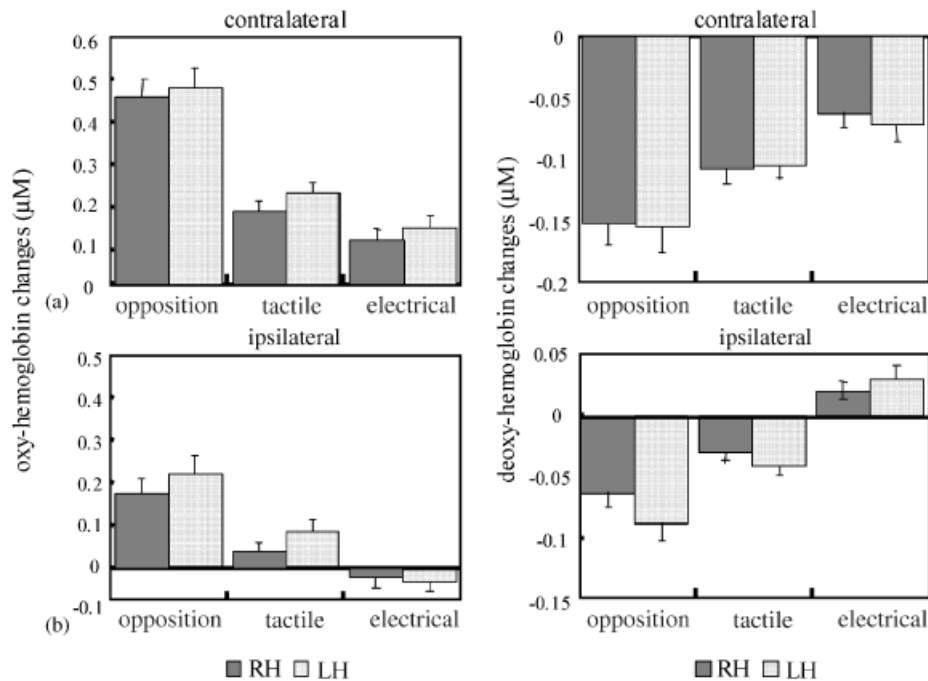 contralateral
0.5
0.4
0.3
0.2
0.1
0
opposition
tactile
electrical
(a)
oxy-hemoglobin changes (μM)
ipsilateral
0.5
0.4
0.3
0.2
0.1
0
-0.1
opposition
tactile
electrical
(b)
RH LH
contralateral
0
-0.05
-0.1
-0.15
-0.2
opposition
tactile
electrical
deoxy-hemoglobin changes (μM)
ipsilateral
0.05
0
-0.05
-0.1
-0.15
opposition
tactile
electrical
RH LH